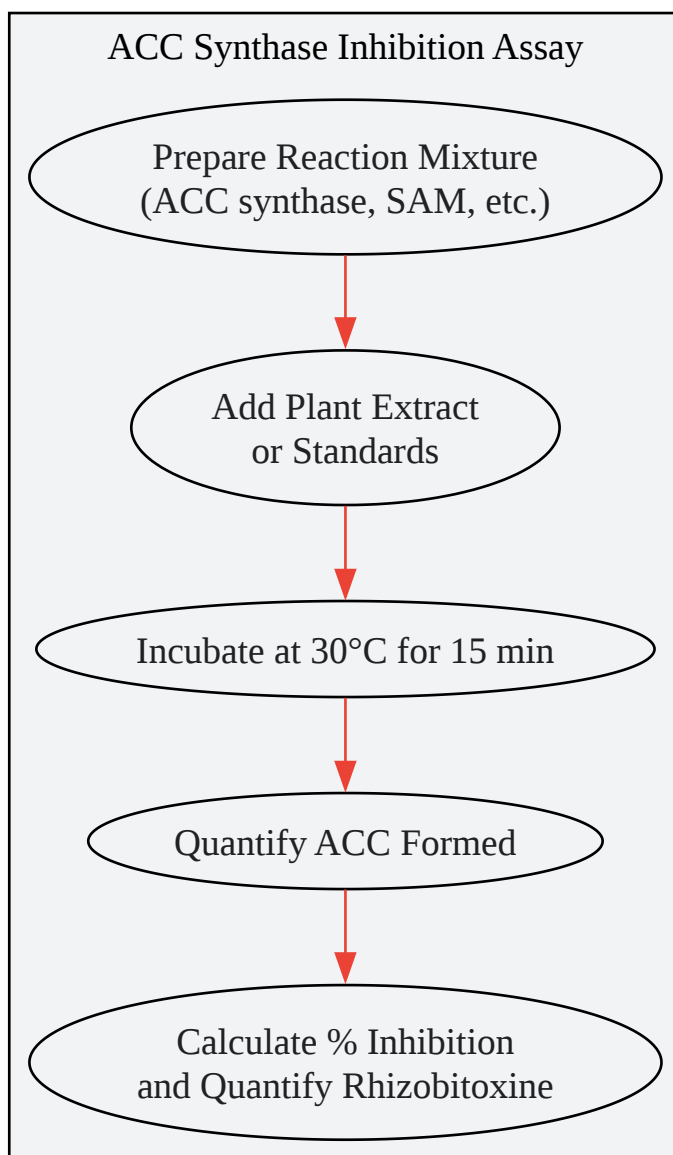 ACC Synthase Inhibition Assay
Prepare Reaction Mixture
(ACC synthase, SAM, etc.)
Add Plant Extract
or Standards
Incubate at 30°C for 15 min
Quantify ACC Formed
Calculate % Inhibition
and Quantify Rhizobitoxine